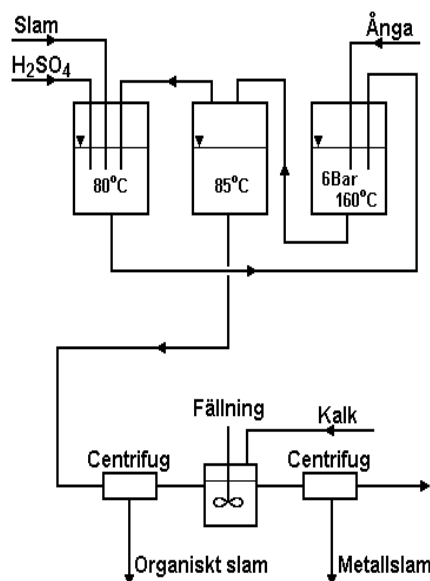 Slam
Ånga
H₂SO₄
80°C
85°C
6Bar
160°C
Fällning
Kalk
Centrifug
Centrifug
Organiskt slam
Metallslam